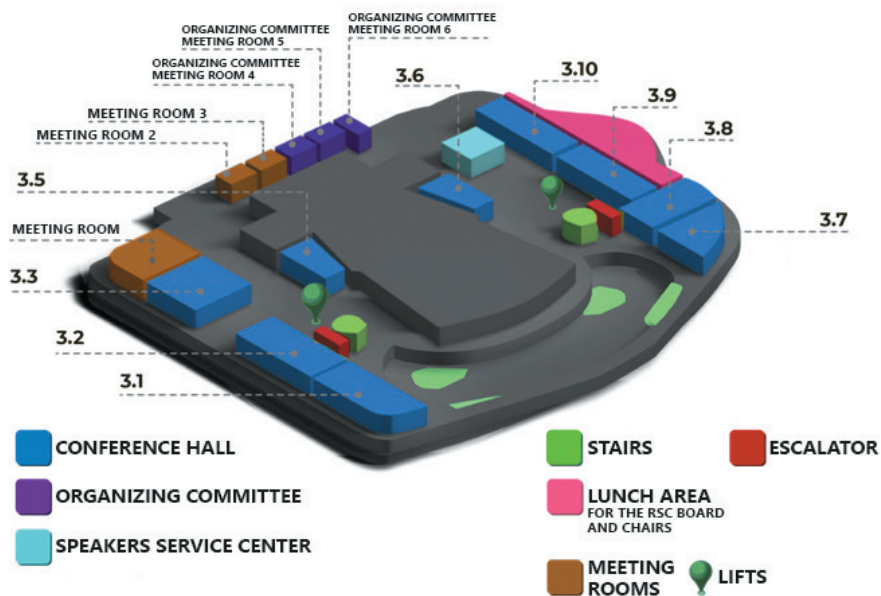 ORGANIZING COMMITTEE
MEETING ROOM 6
ORGANIZING COMMITTEE
MEETING ROOM 5
ORGANIZING COMMITTEE
MEETING ROOM 4
3.6
3.10
3.9
3.8
MEETING ROOM 3
MEETING ROOM 2
3.5
3.7
MEETING ROOM
3.3
3.2
3.1
CONFERENCE HALL
ORGANIZING COMMITTEE
SPEAKERS SERVICE CENTER
STAIRS
ESCALATOR
LUNCH AREA
FOR THE RSC BOARD
AND CHAIRS
MEETING
ROOMS
LIFTS